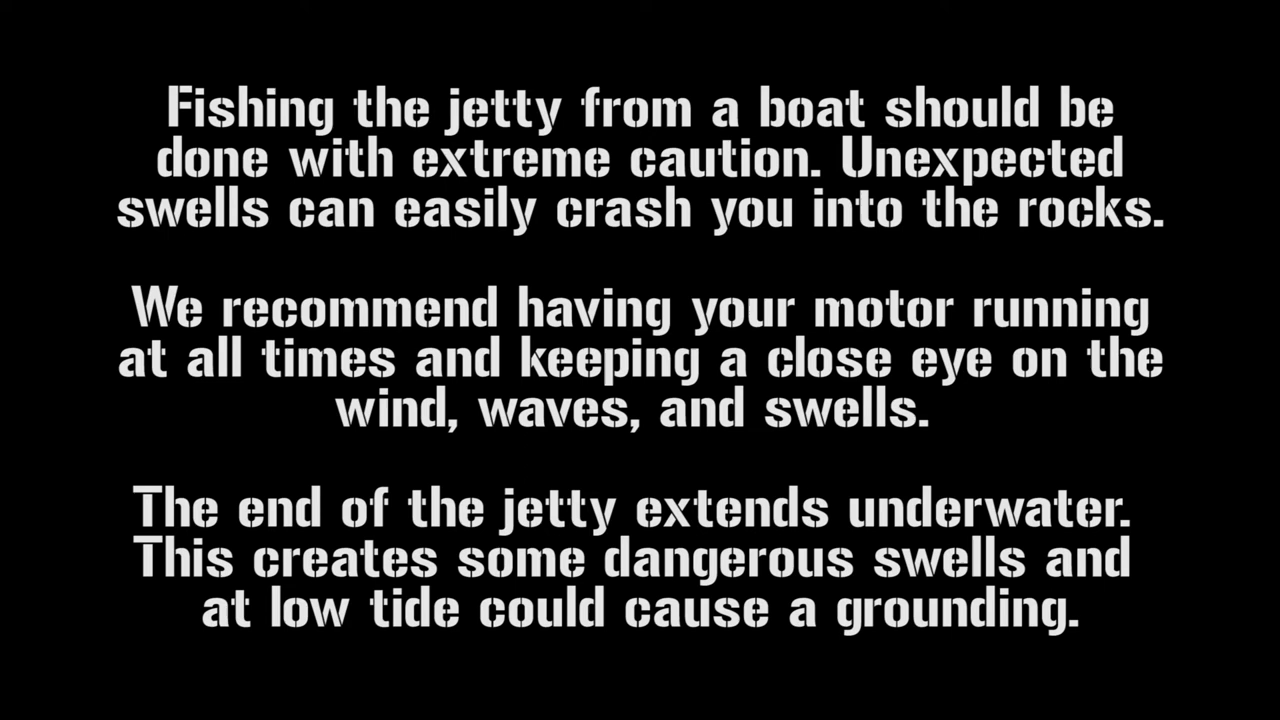 Fishing the jetty from a boat should be
done with extreme caution. Unexpected
swells can easily crash you into the rocks.
We recommend having your motor running
at all times and keeping a close eye on the
wind, waves, and swells.
The end of the jetty extends underwater.
This creates some dangerous swells and
at low tide could cause a grounding.